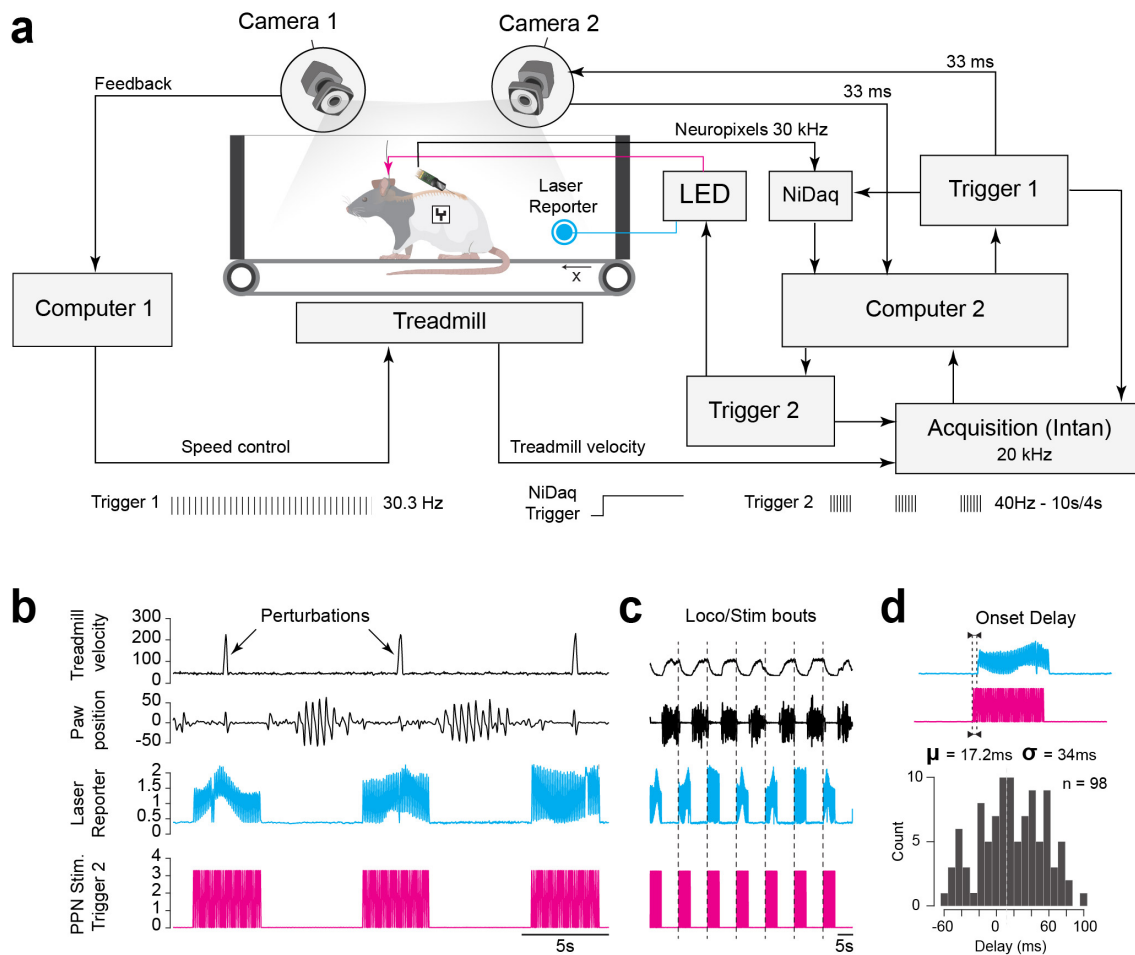 a
Camera 1
Camera 2
Feedback
33 ms
33 ms
Neuropixels 30 kHz
Laser
Reporter
LED
NiDaq
Trigger 1
x
Computer 1
Treadmill
Computer 2
Trigger 2
Acquisition (Intan)
20 kHz
Speed control
Treadmill velocity
Trigger 1
30.3 Hz
NiDaq
Trigger
Trigger 2
40Hz - 10s/4s
b
Treadmill
velocity
300
200
100
0
Perturbations
Paw
position
50
0
-50
Laser
Reporter
2
1.5
1
0.5
0
PPN Stim.
Trigger 2
4
3
2
1
0
5s
c
Loco/Stim bouts
5s
d
Onset Delay
μ = 17.2ms σ = 34ms
n = 98
Count
10
5
0
-60
0
60
100
Delay (ms)